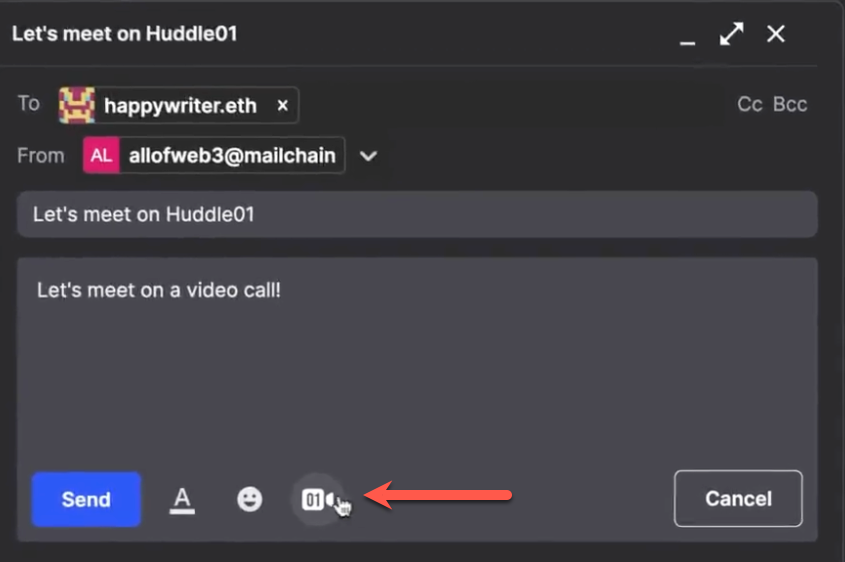 Let's meet on Huddle01
To happywriter.eth × Cc Bcc
From AL allofweb3@mailchain
Let's meet on Huddle01
Let's meet on a video call!
Send A 01 Cancel